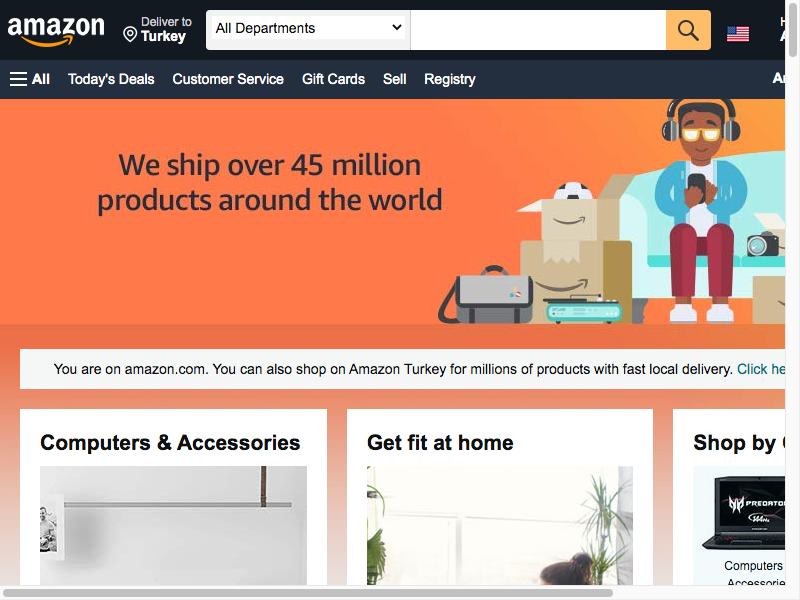 amazon
Deliver to
Turkey
All Departments
All
Today's Deals
Customer Service
Gift Cards
Sell
Registry
We ship over 45 million
products around the world
You are on amazon.com. You can also shop on Amazon Turkey for millions of products with fast local delivery. Click he
Computers & Accessories
Get fit at home
Shop by
PREDATOR
Computers
Accessorie